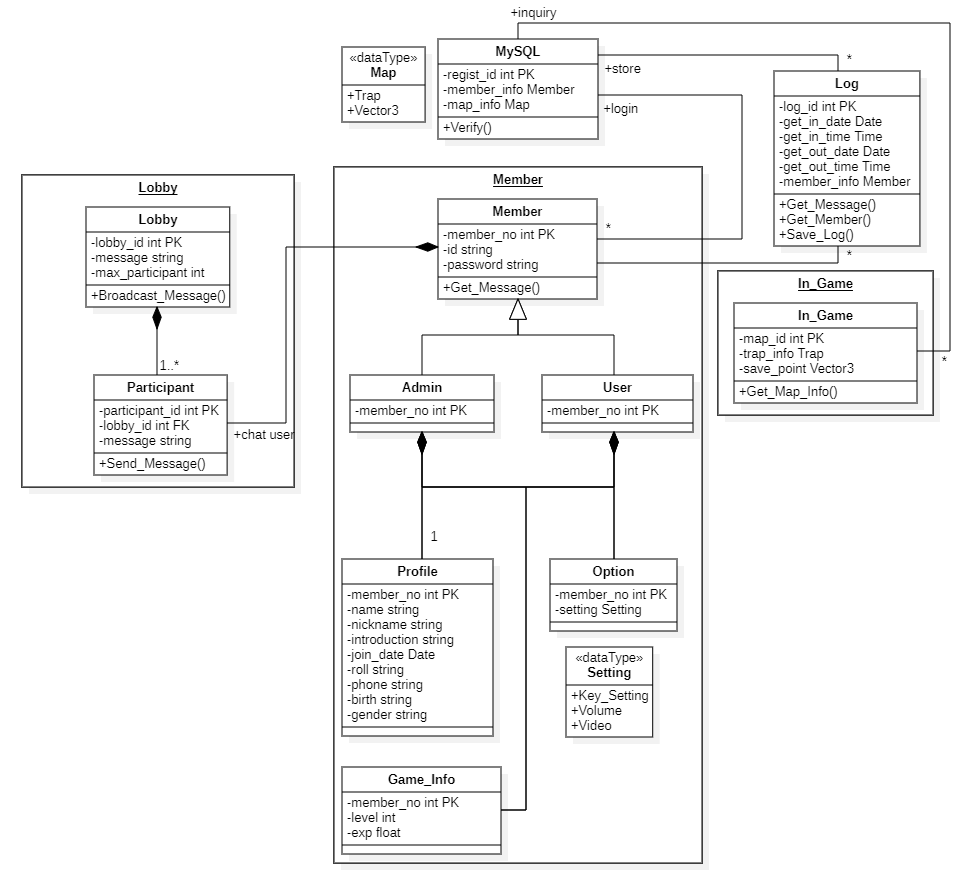 +inquiry
«dataType»
Map
+Trap
+Vector3
MySQL
-regist_id int PK
-member_info Member
-map_info Map
+Verify()
+store
+login
*
Log
-log_id int PK
-get_in_date Date
-get_in_time Time
-get_out_date Date
-get_out_time Time
-member_info Member
+Get_Message()
+Get_Member()
+Save_Log()
*
Lobby
Lobby
-lobby_id int PK
-message string
-max_participant int
+Broadcast_Message()
1..*
Participant
-participant_id int PK
-lobby_id int FK
-message string
+Send_Message()
+chat user
Member
Member
-member_no int PK
-id string
-password string
+Get_Message()
*
In_Game
In_Game
-map_id int PK
-trap_info Trap
-save_point Vector3
+Get_Map_Info()
*
Admin
-member_no int PK
User
-member_no int PK
1
Profile
-member_no int PK
-name string
-nickname string
-introduction string
-join_date Date
-roll string
-phone string
-birth string
-gender string
Option
-member_no int PK
-setting Setting
«dataType»
Setting
+Key_Setting
+Volume
+Video
Game_Info
-member_no int PK
-level int
-exp float